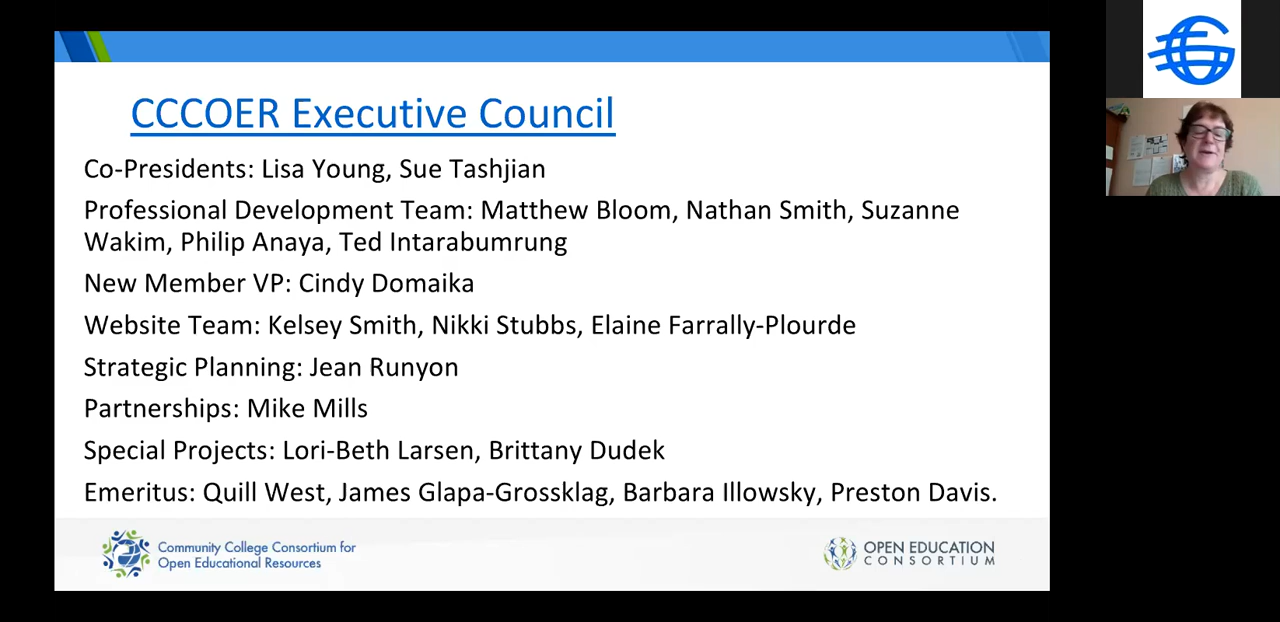 CCCOER Executive Council
Co-Presidents: Lisa Young, Sue Tashjian
Professional Development Team: Matthew Bloom, Nathan Smith, Suzanne
Wakim, Philip Anaya, Ted Intarabumrung
New Member VP: Cindy Domaika
Website Team: Kelsey Smith, Nikki Stubbs, Elaine Farrally-Plourde
Strategic Planning: Jean Runyon
Partnerships: Mike Mills
Special Projects: Lori-Beth Larsen, Brittany Dudek
Emeritus: Quill West, James Glapa-Grossklag, Barbara Illowsky, Preston Davis.
Community College Consortium for
Open Educational Resources
OPEN EDUCATION
CONSORTIUM